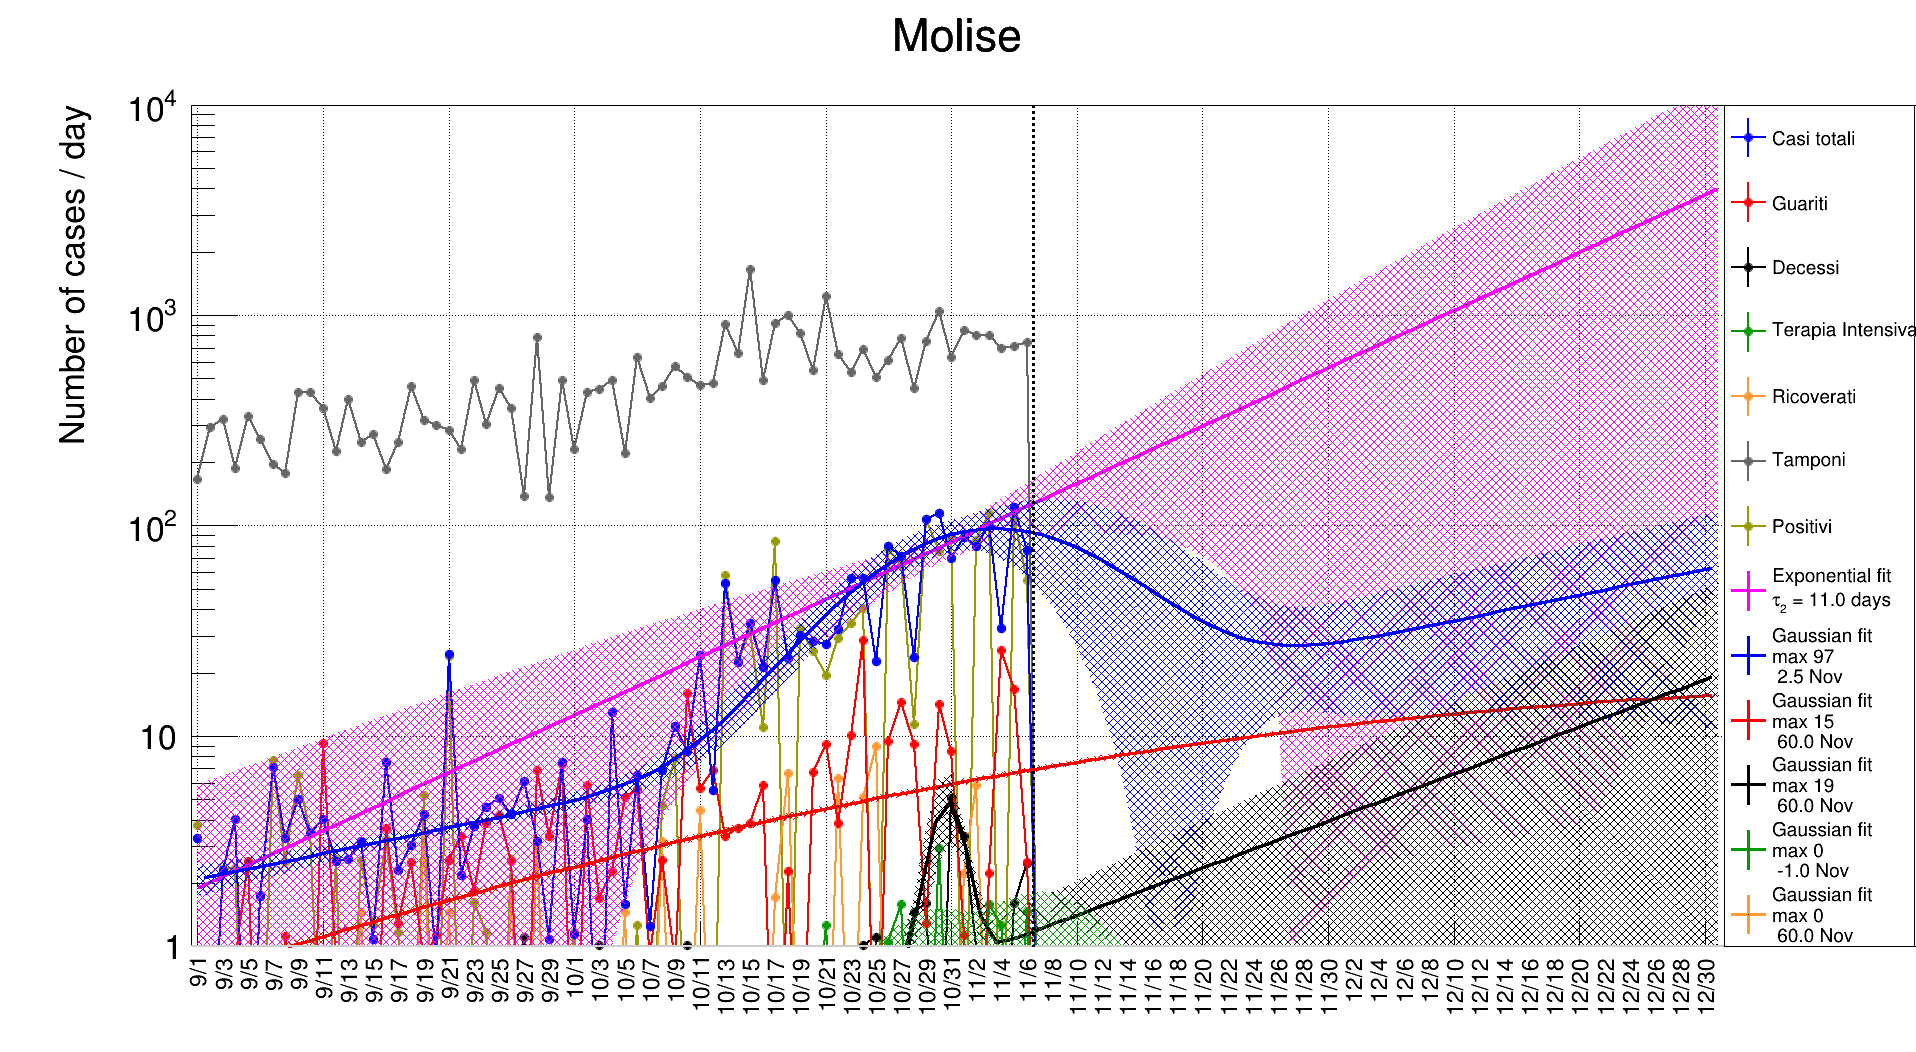 Molise
Number of cases / day
10^4
10^3
10^2
10
1
9/1
9/3
9/5
9/7
9/9
9/11
9/13
9/15
9/17
9/19
9/21
9/23
9/25
9/27
9/29
10/1
10/3
10/5
10/7
10/9
10/11
10/13
10/15
10/17
10/19
10/21
10/23
10/25
10/27
10/29
10/31
11/2
11/4
11/6
11/8
11/10
11/12
11/14
11/16
11/18
11/20
11/22
11/24
11/26
11/28
11/30
12/2
12/4
12/6
12/8
12/10
12/12
12/14
12/16
12/18
12/20
12/22
12/24
12/26
12/28
12/30
Casi totali
Guariti
Decessi
Terapia Intensiva
Ricoverati
Tamponi
Positivi
Exponential fit
τ₂ = 11.0 days
Gaussian fit
max 97
2.5 Nov
Gaussian fit
max 15
60.0 Nov
Gaussian fit
max 19
60.0 Nov
Gaussian fit
max 0
-1.0 Nov
Gaussian fit
max 0
60.0 Nov